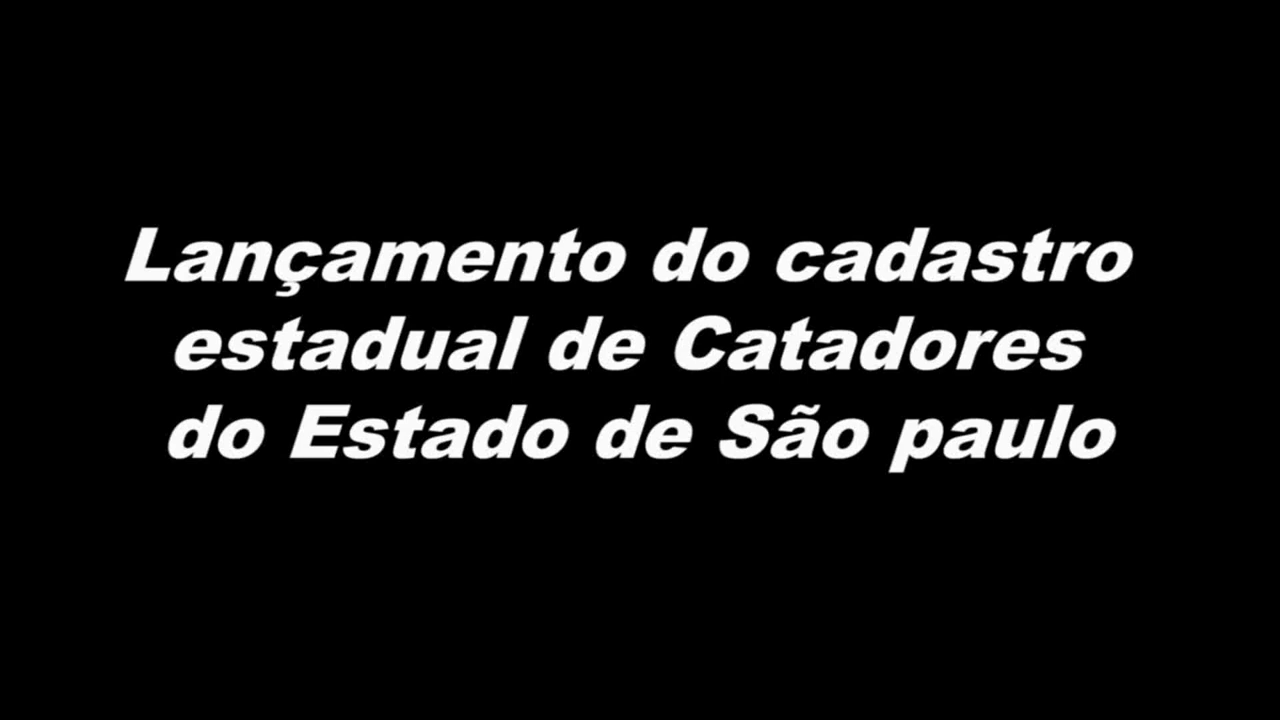 Lançamento do cadastro
estadual de Catadores
do Estado de São paulo